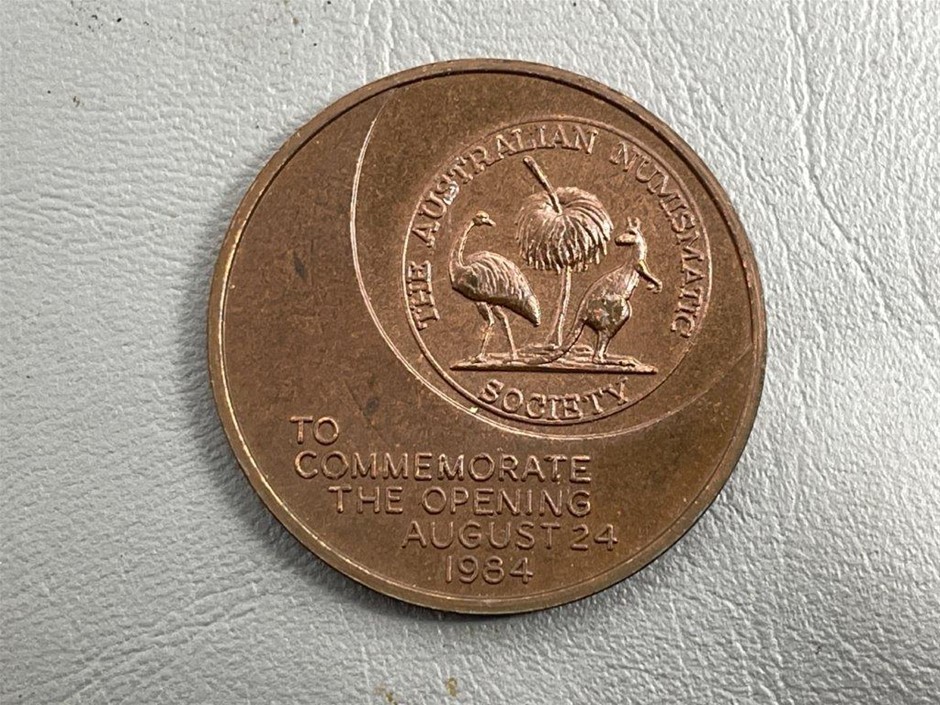 THE AUSTRALIAN NUMISMATIC
SOCIETY
TO
COMMEMORATE
THE OPENING
AUGUST 24
1984